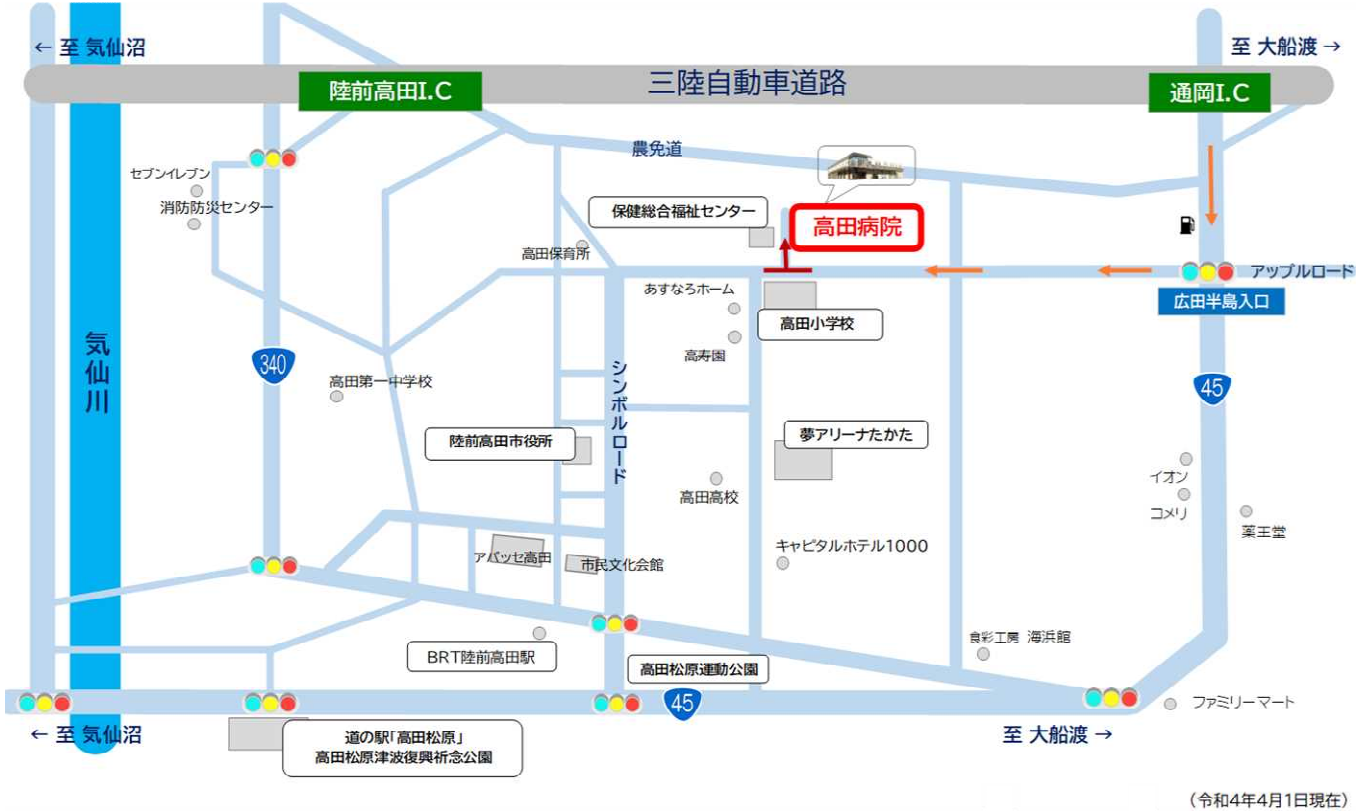 ← 至 気仙沼
至 大船渡 →
三陸自動車道路
陸前高田I.C
通岡I.C
農免道
セブンイレブン
消防防災センター
保健総合福祉センター
高田病院
高田保育所
アップルロード
広田半島入口
あすなろホーム
高田小学校
高寿園
気仙川
340
高田第一中学校
シンボルロード
45
陸前高田市役所
夢アリーナたかた
イオン
コメリ
高田高校
薬王堂
キャピタルホテル1000
アバッセ高田
市民文化会館
食彩工房 海浜館
BRT陸前高田駅
高田松原運動公園
45
ファミリーマート
← 至 気仙沼
道の駅「高田松原」
高田松原津波復興祈念公園
至 大船渡 →
（令和4年4月1日現在）